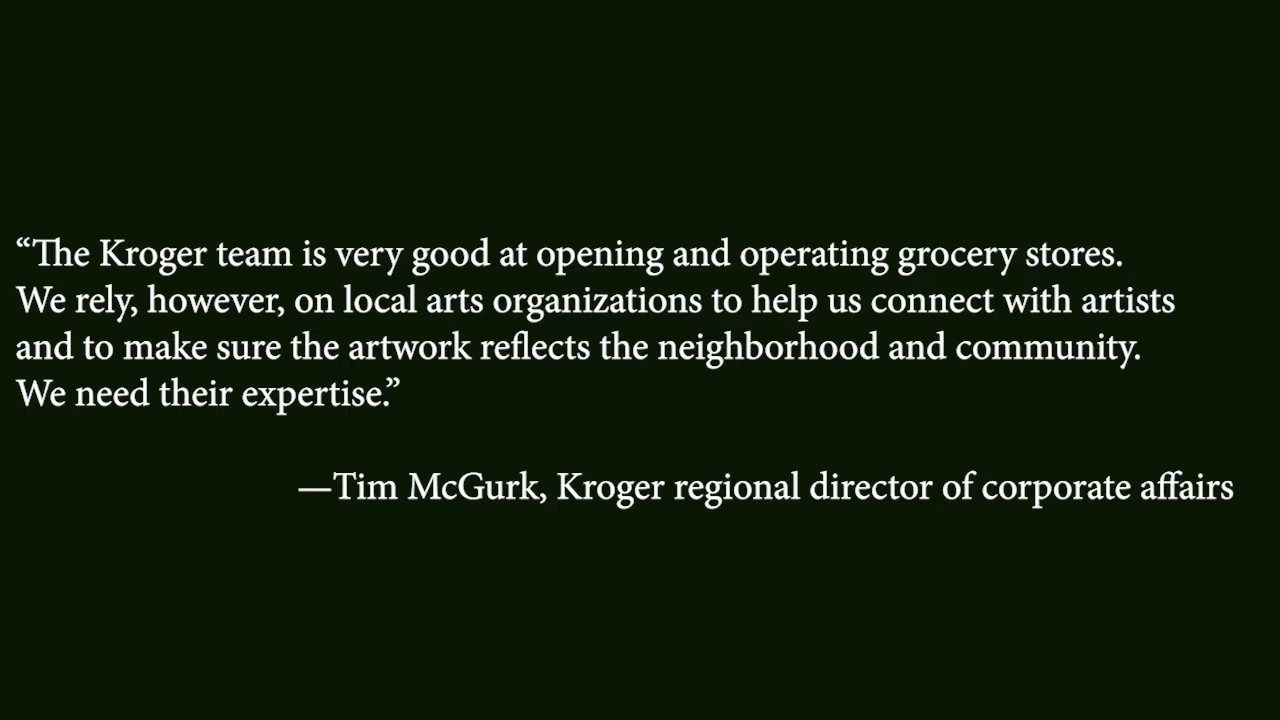 “The Kroger team is very good at opening and operating grocery stores.
We rely, however, on local arts organizations to help us connect with artists
and to make sure the artwork reflects the neighborhood and community.
We need their expertise.”
—Tim McGurk, Kroger regional director of corporate affairs